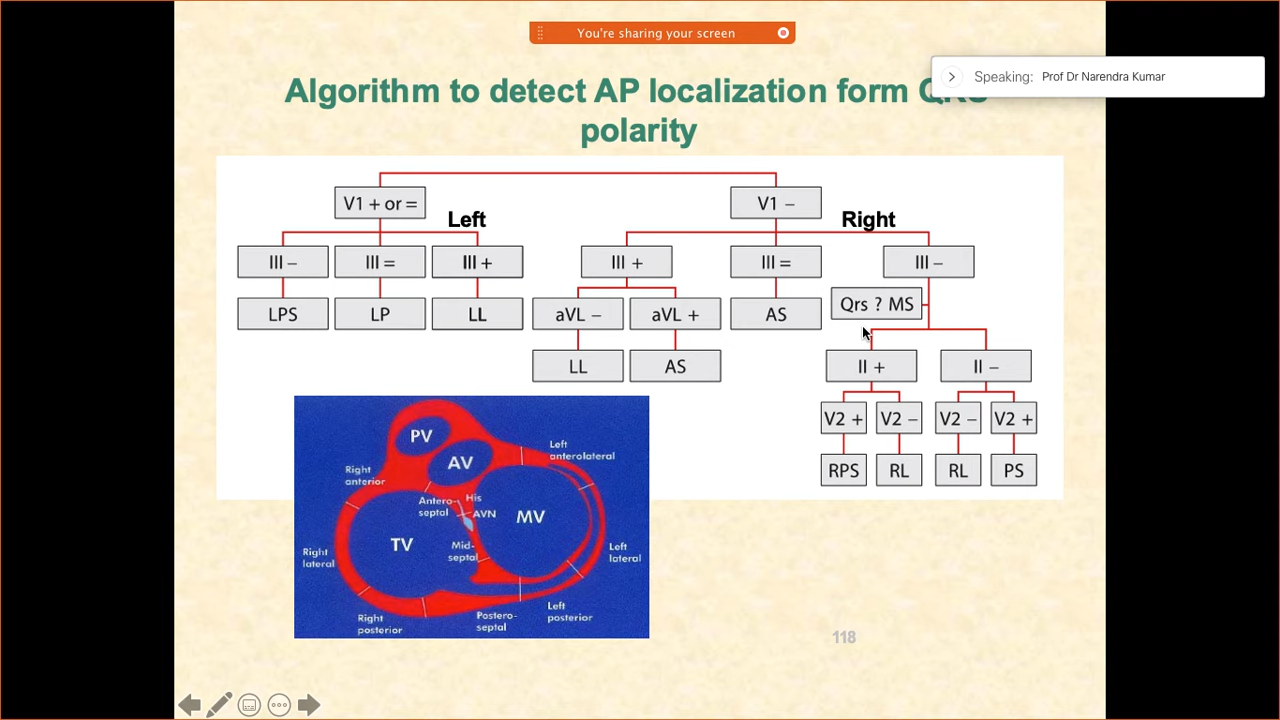 You're sharing your screen
Speaking: Prof Dr Narendra Kumar
Algorithm to detect AP localization form QRS
polarity
V1 + or =
V1 –
Left
Right
III –
III =
III +
III +
III =
III –
LPS
LP
LL
aVL –
aVL +
AS
Qrs ? MS
LL
AS
II +
II –
V2 +
V2 –
V2 –
V2 +
RPS
RL
RL
PS
PV
AV
Left
anterolateral
Right
anterior
Antero-
septal
His
AVN
MV
TV
Mid-
septal
Right
lateral
Left
lateral
Right
posterior
Postero-
septal
Left
posterior
118